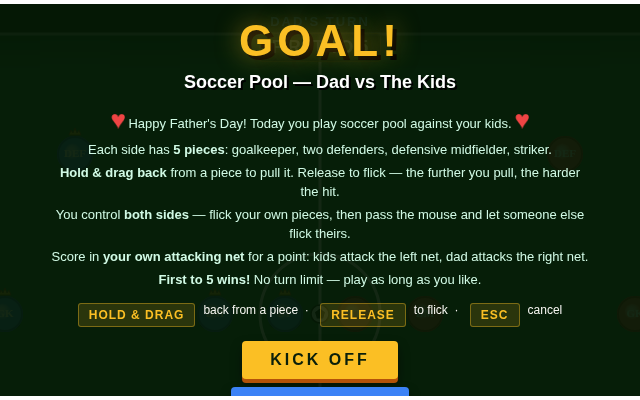 GOAL!
Soccer Pool — Dad vs The Kids
♥ Happy Father's Day! Today you play soccer pool against your kids. ♥
Each side has 5 pieces: goalkeeper, two defenders, defensive midfielder, striker.
Hold & drag back from a piece to pull it. Release to flick — the further you pull, the harder
the hit.
You control both sides — flick your own pieces, then pass the mouse and let someone else
flick theirs.
Score in your own attacking net for a point: kids attack the left net, dad attacks the right net.
First to 5 wins! No turn limit — play as long as you like.
HOLD & DRAG back from a piece · RELEASE to flick · ESC cancel
KICK OFF